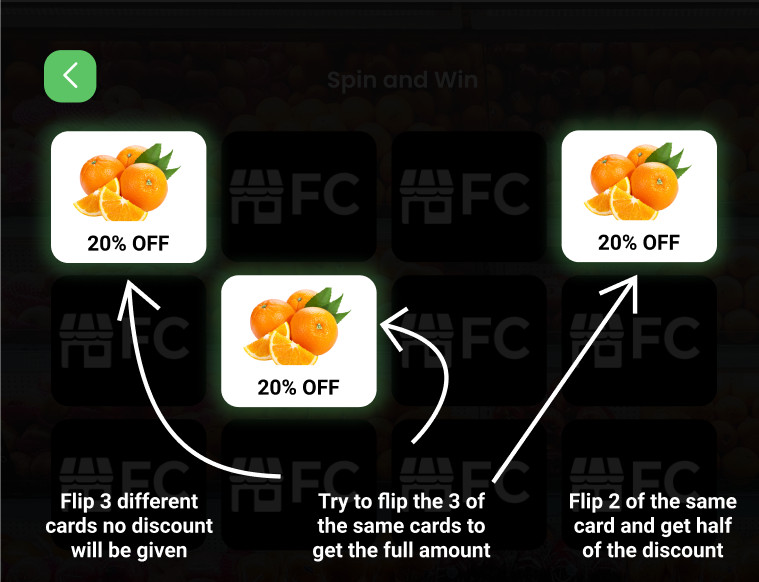 Spin and Win
20% OFF
FC
FC
20% OFF
FC
20% OFF
FC
FC
FC
FC
FC
FC
Flip 3 different
cards no discount
will be given
Try to flip the 3 of
the same cards to
get the full amount
Flip 2 of the same
card and get half
of the discount